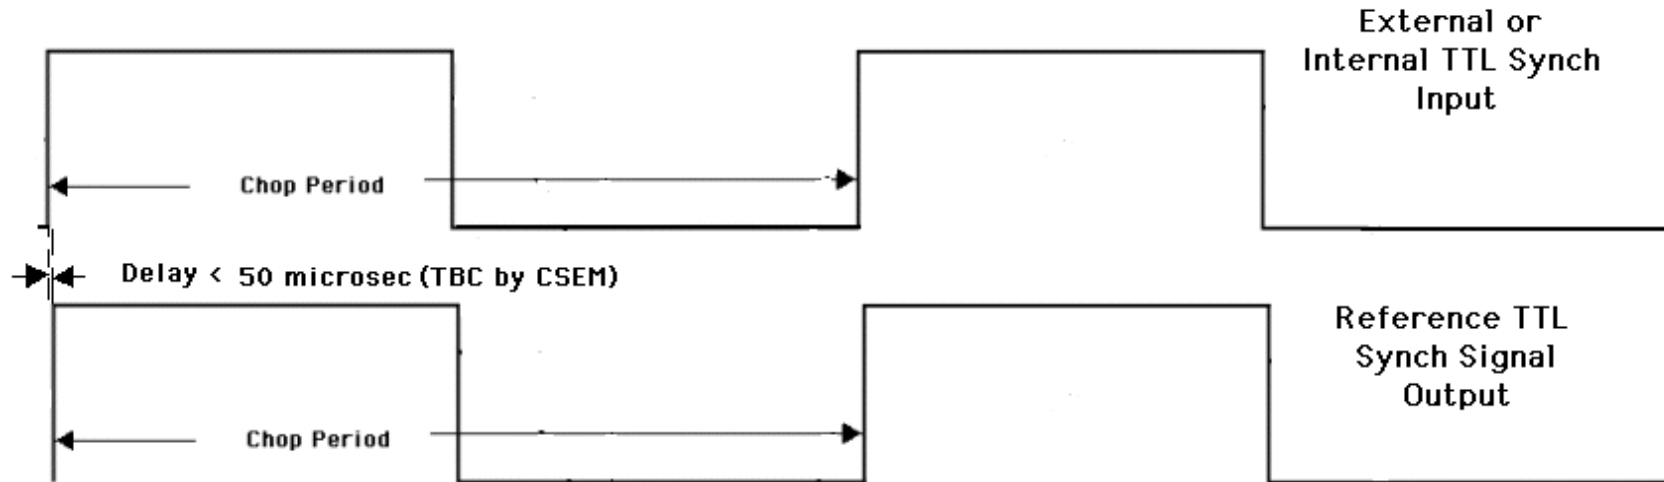 External or
Internal TTL Synch
Input
Chop Period
Delay < 50 microsec (TBC by CSEM)
Reference TTL
Synch Signal
Output
Chop Period